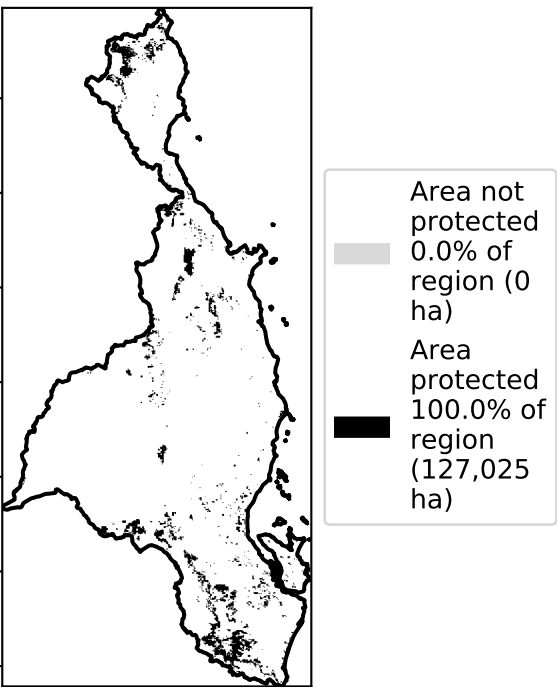 Area not
protected
0.0% of
region (0
ha)
Area
protected
100.0% of
region
(127,025
ha)